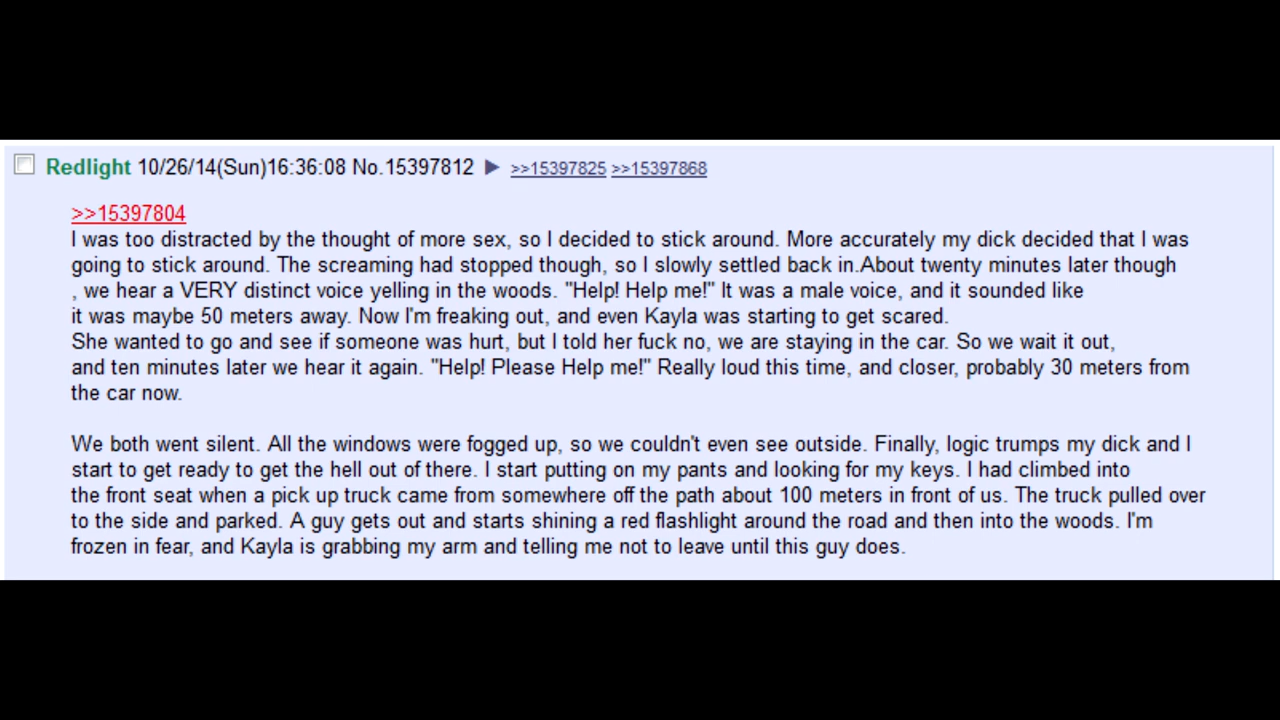 Redlight 10/26/14(Sun)16:36:08 No.15397812 ▶ >>15397825 >>15397868
>>15397804
I was too distracted by the thought of more sex, so I decided to stick around. More accurately my dick decided that I was
going to stick around. The screaming had stopped though, so I slowly settled back in.About twenty minutes later though
, we hear a VERY distinct voice yelling in the woods. "Help! Help me!" It was a male voice, and it sounded like
it was maybe 50 meters away. Now I'm freaking out, and even Kayla was starting to get scared.
She wanted to go and see if someone was hurt, but I told her fuck no, we are staying in the car. So we wait it out,
and ten minutes later we hear it again. "Help! Please Help me!" Really loud this time, and closer, probably 30 meters from
the car now.
We both went silent. All the windows were fogged up, so we couldn't even see outside. Finally, logic trumps my dick and I
start to get ready to get the hell out of there. I start putting on my pants and looking for my keys. I had climbed into
the front seat when a pick up truck came from somewhere off the path about 100 meters in front of us. The truck pulled over
to the side and parked. A guy gets out and starts shining a red flashlight around the road and then into the woods. I'm
frozen in fear, and Kayla is grabbing my arm and telling me not to leave until this guy does.